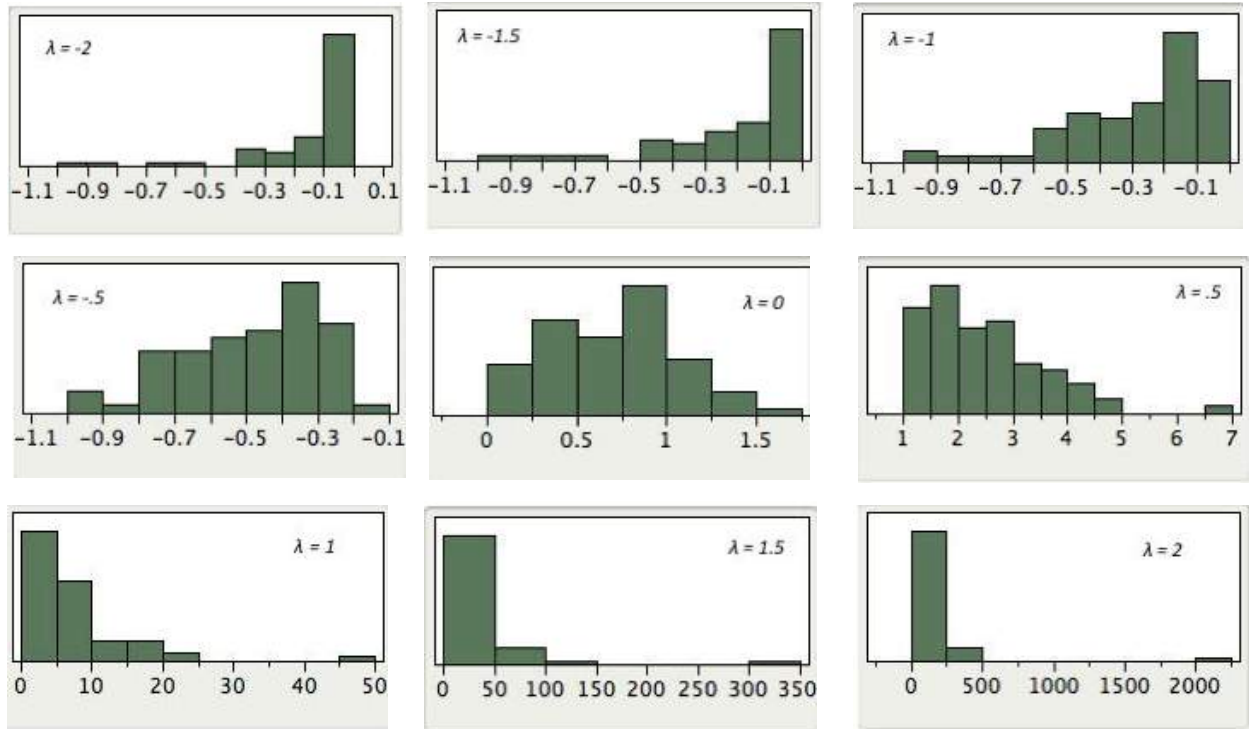 λ = -2
−1.1 −0.9 −0.7 −0.5 −0.3 −0.1 0.1
λ = -1.5
−1.1 −0.9 −0.7 −0.5 −0.3 −0.1
λ = -1
−1.1 −0.9 −0.7 −0.5 −0.3 −0.1
λ = -.5
−1.1 −0.9 −0.7 −0.5 −0.3 −0.1
λ = 0
0 0.5 1 1.5
λ = .5
1 2 3 4 5 6 7
λ = 1
0 10 20 30 40 50
λ = 1.5
0 50 100 150 200 250 300 350
λ = 2
0 500 1000 1500 2000